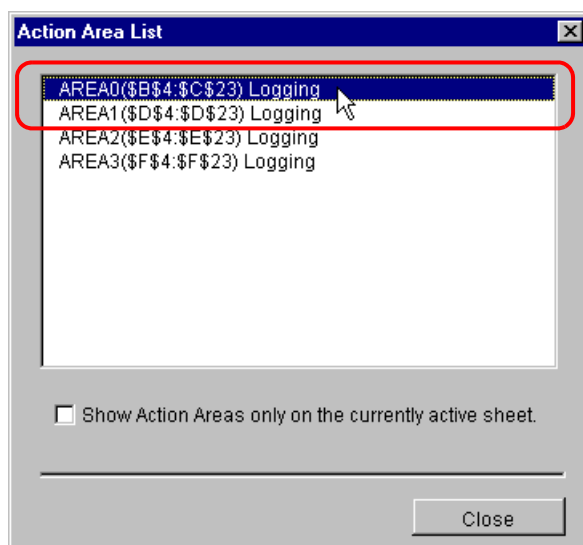 Action Area List
AREA0($B$4:$C$23) Logging
AREA1($D$4:$D$23) Logging
AREA2($E$4:$E$23) Logging
AREA3($F$4:$F$23) Logging
Show Action Areas only on the currently active sheet.
Close